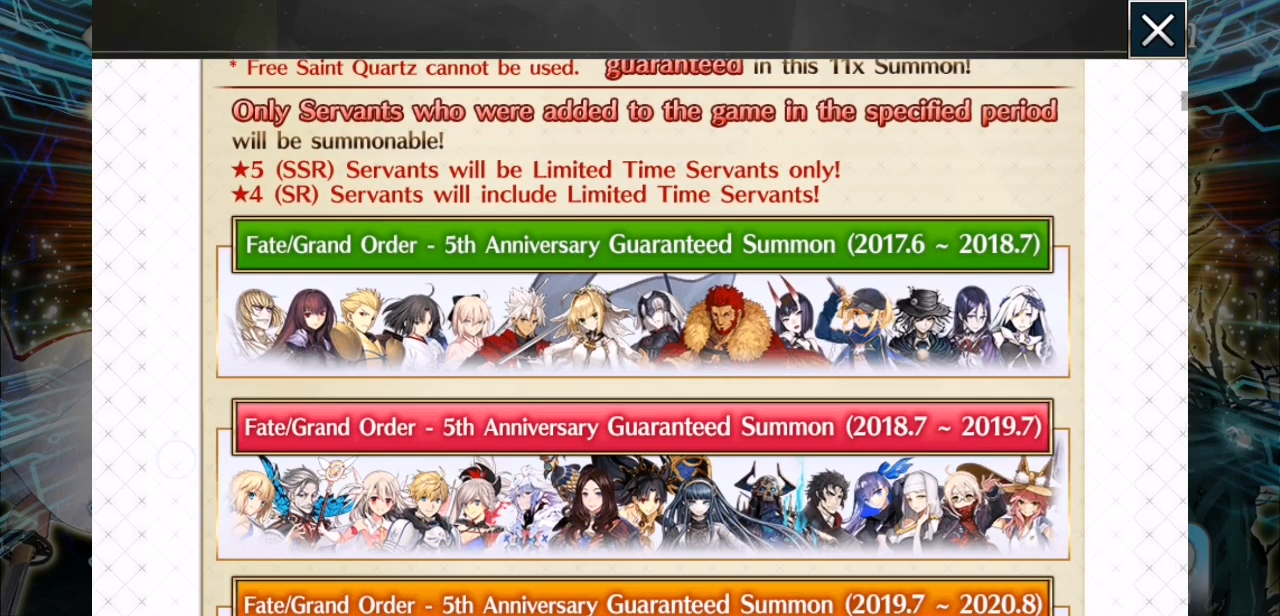 * Free Saint Quartz cannot be used. guaranteed in this 11x Summon!
Only Servants who were added to the game in the specified period
will be summonable!
★5 (SSR) Servants will be Limited Time Servants only!
★4 (SR) Servants will include Limited Time Servants!
Fate/Grand Order - 5th Anniversary Guaranteed Summon (2017.6 ~ 2018.7)
Fate/Grand Order - 5th Anniversary Guaranteed Summon (2018.7 ~ 2019.7)
Fate/Grand Order - 5th Anniversary Guaranteed Summon (2019.7 ~ 2020.8)